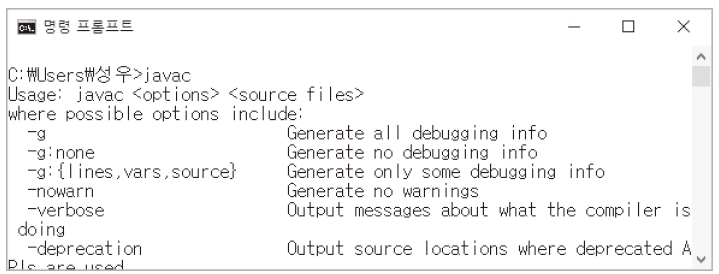 명령 프롬프트
C:₩Users₩성우>javac
Usage: javac <options> <source files>
where possible options include:
-g Generate all debugging info
-g:none Generate no debugging info
-g:{lines,vars,source} Generate only some debugging info
-nowarn Generate no warnings
-verbose Output messages about what the compiler is
doing
-deprecation Output source locations where deprecated A
PIs are used